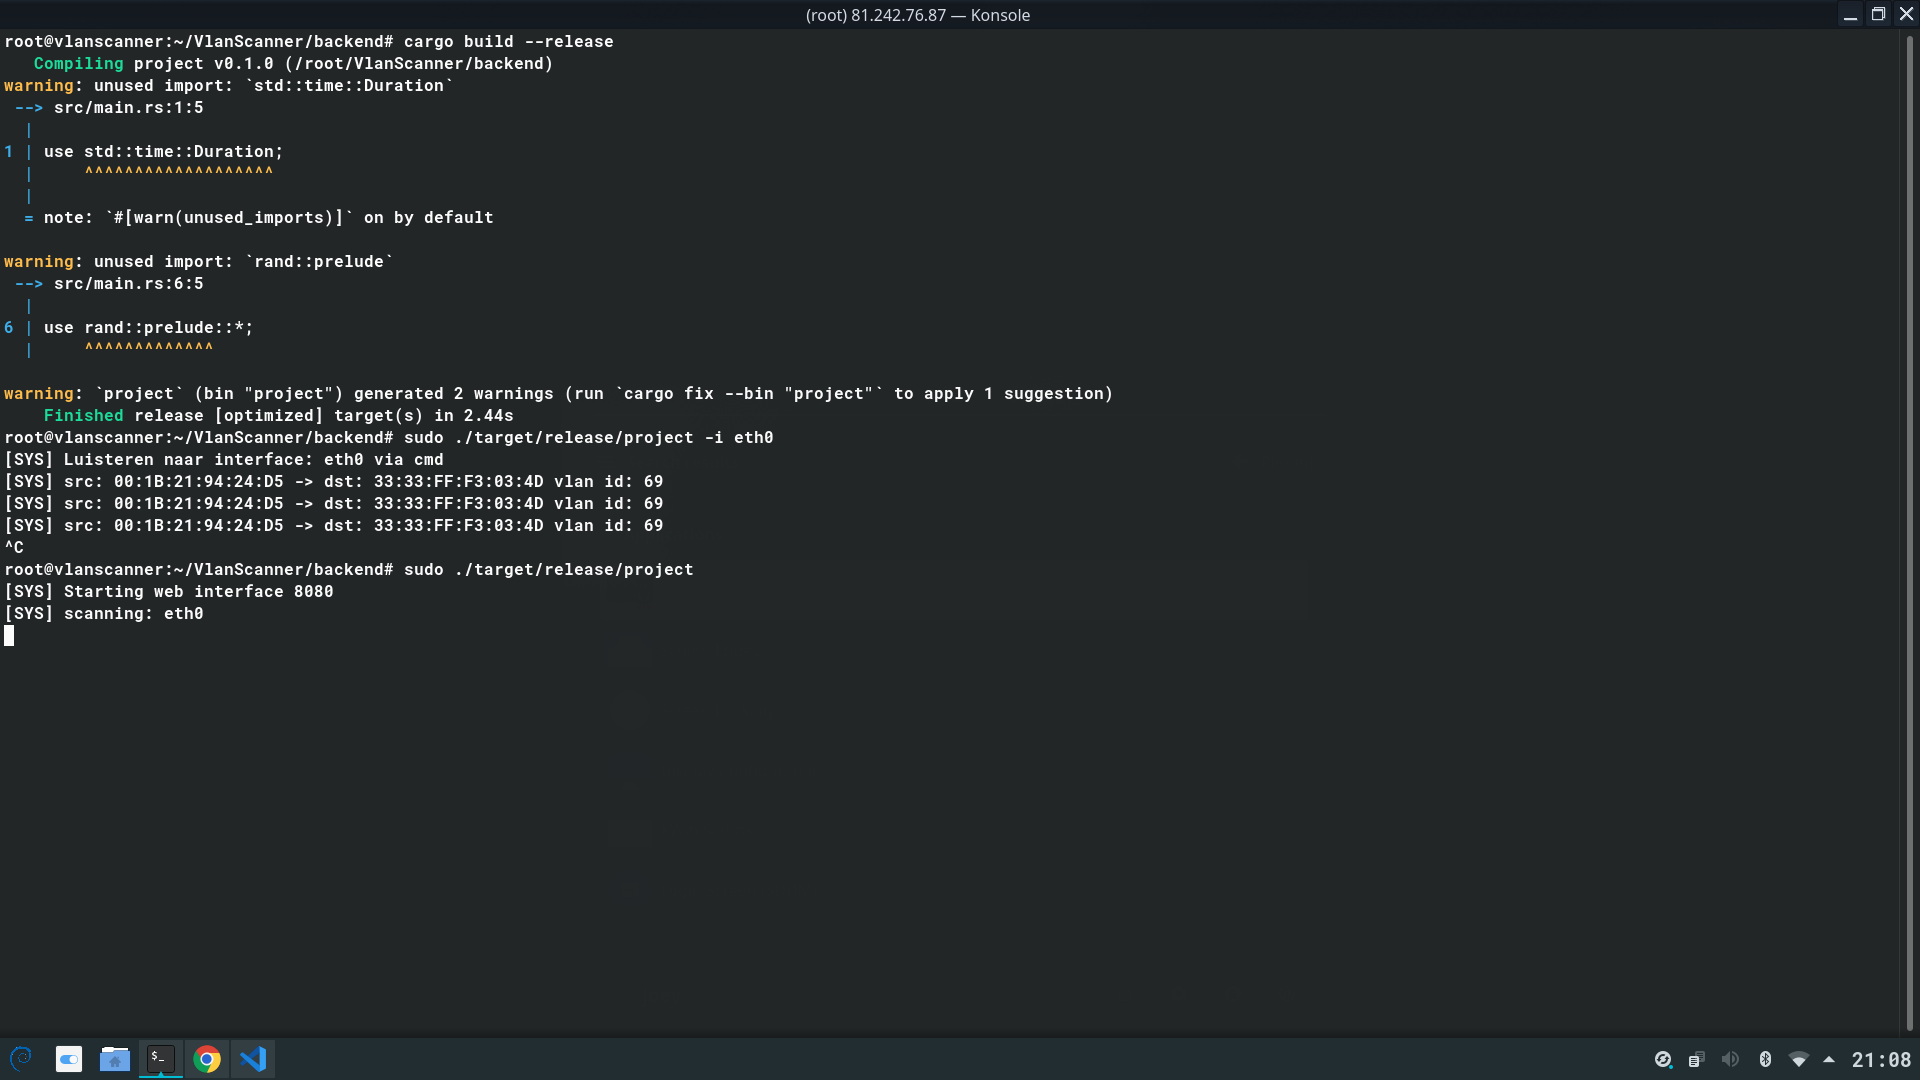 (root) 81.242.76.87 — Konsole
root@vlanscanner:~/VlanScanner/backend# cargo build --release
   Compiling project v0.1.0 (/root/VlanScanner/backend)
warning: unused import: `std::time::Duration`
 --> src/main.rs:1:5
  |
1 | use std::time::Duration;
  |     ^^^^^^^^^^^^^^^^^^^
  |
  = note: `#[warn(unused_imports)]` on by default
warning: unused import: `rand::prelude`
 --> src/main.rs:6:5
  |
6 | use rand::prelude::*;
  |     ^^^^^^^^^^^^^
warning: `project` (bin "project") generated 2 warnings (run `cargo fix --bin "project"` to apply 1 suggestion)
    Finished release [optimized] target(s) in 2.44s
root@vlanscanner:~/VlanScanner/backend# sudo ./target/release/project -i eth0
[SYS] Luisteren naar interface: eth0 via cmd
[SYS] src: 00:1B:21:94:24:D5 -> dst: 33:33:FF:F3:03:4D vlan id: 69
[SYS] src: 00:1B:21:94:24:D5 -> dst: 33:33:FF:F3:03:4D vlan id: 69
[SYS] src: 00:1B:21:94:24:D5 -> dst: 33:33:FF:F3:03:4D vlan id: 69
^C
root@vlanscanner:~/VlanScanner/backend# sudo ./target/release/project
[SYS] Starting web interface 8080
[SYS] scanning: eth0
$_
21:08